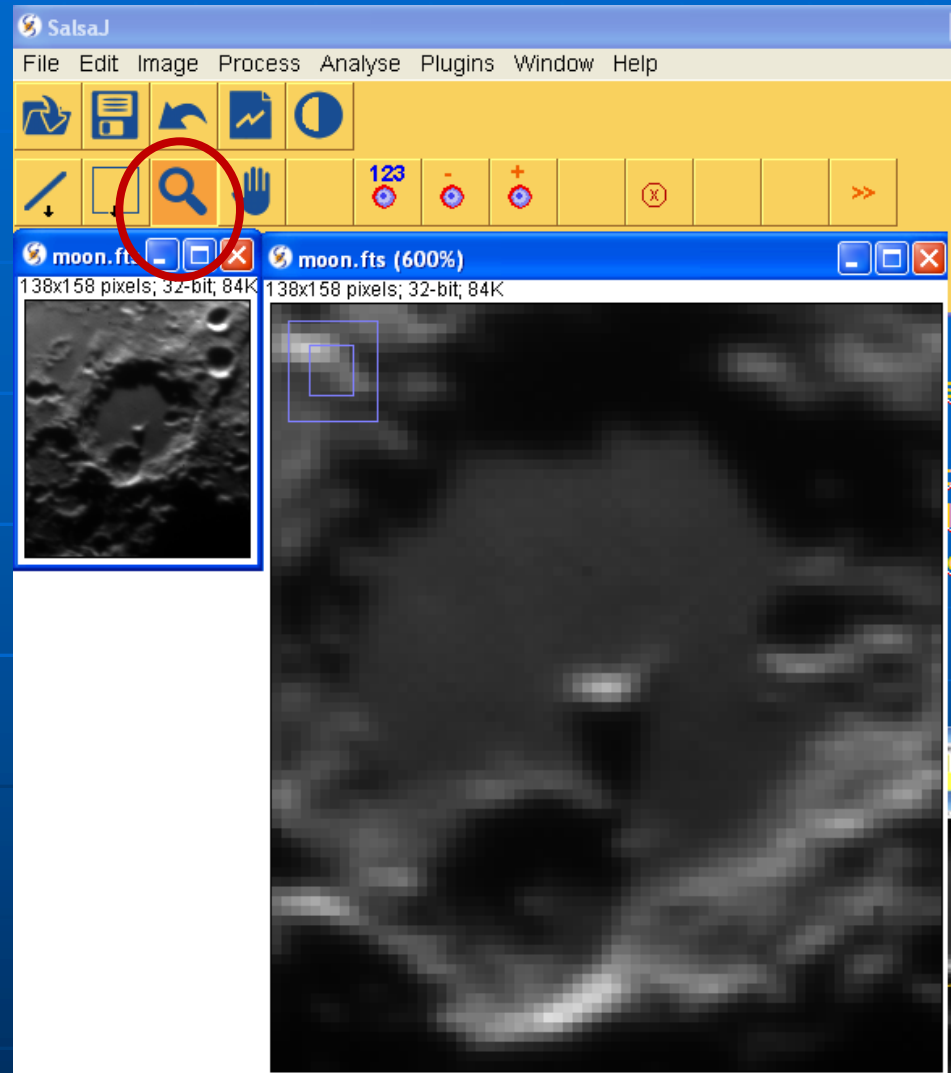 SalsaJ
File Edit Image Process Analyse Plugins Window Help
123 - + x >>
moon.fts
138x158 pixels; 32-bit; 84K
moon.fts (600%)
138x158 pixels; 32-bit; 84K